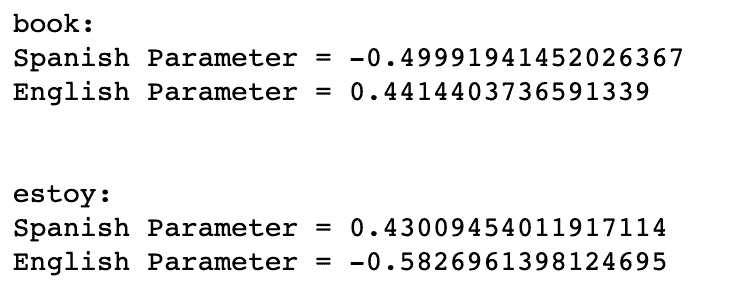 book:
Spanish Parameter = -0.49991941452026367
English Parameter = 0.4414403736591339
estoy:
Spanish Parameter = 0.43009454011917114
English Parameter = -0.5826961398124695